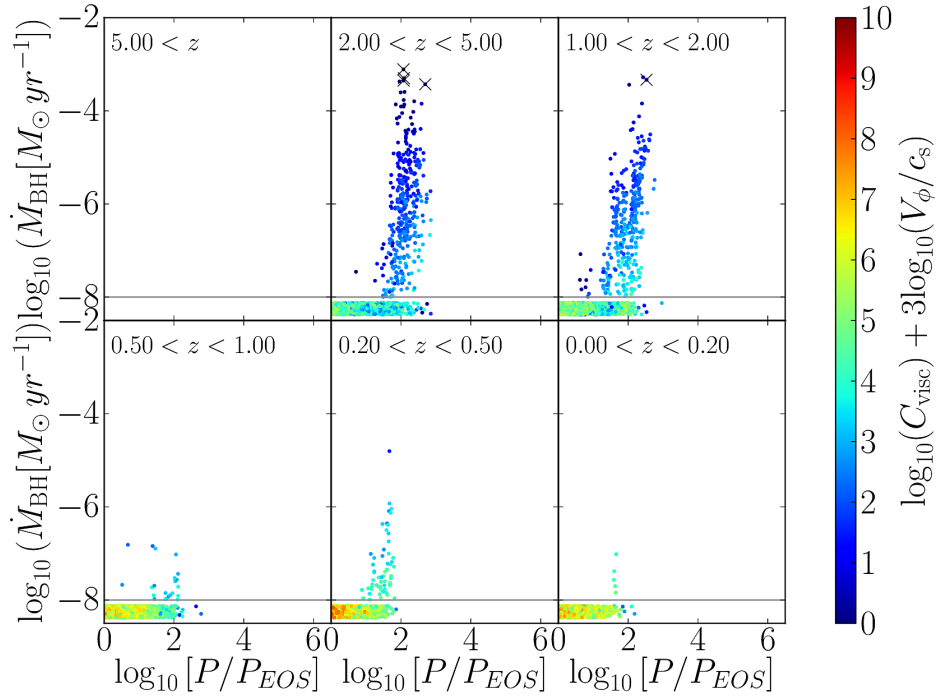 5.00 < z
2.00 < z < 5.00
1.00 < z < 2.00
−2
−4
−6
−8
log₁₀(Ṁ_BH[M_⊙ yr⁻¹])
0.50 < z < 1.00
0.20 < z < 0.50
0.00 < z < 0.20
−2
−4
−6
−8
log₁₀(Ṁ_BH[M_⊙ yr⁻¹])
0 2 6
0 2 6
0 2 4 6
log₁₀[P/P_EOS]
log₁₀[P/P_EOS]
log₁₀[P/P_EOS]
10
9
8
7
6
5
4
3
2
1
0
log₁₀(C_visc) + 3log₁₀(V_ϕ/c_s)